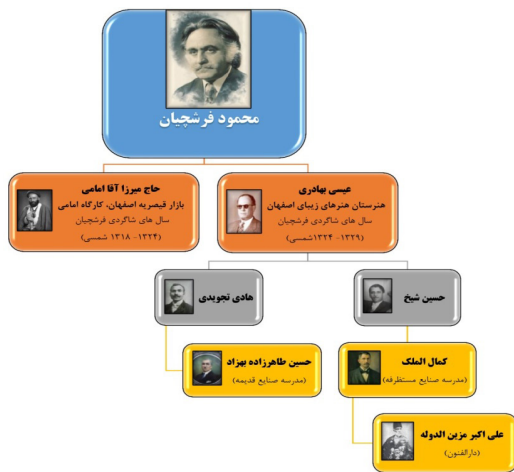 محمود فرشچیان
عیسی بهادری
هنرستان هنرهای زیبای اصفهان
سال های شاگردی فرشچیان
(۱۳۲۹- ۱۳۲۴شمسی)
حاج میرزا آقا امامی
بازار قیصریه اصفهان، کارگاه امامی
سال های شاگردی فرشچیان
(۱۳۲۴- ۱۳۱۸ شمسی)
حسین شیخ
هادی تجویدی
کمال الملک
(مدرسه صنایع مستظرفه)
حسین طاهرزاده بهزاد
(مدرسه صنایع قدیمه)
علی اکبر مزین الدوله
(دارالفنون)